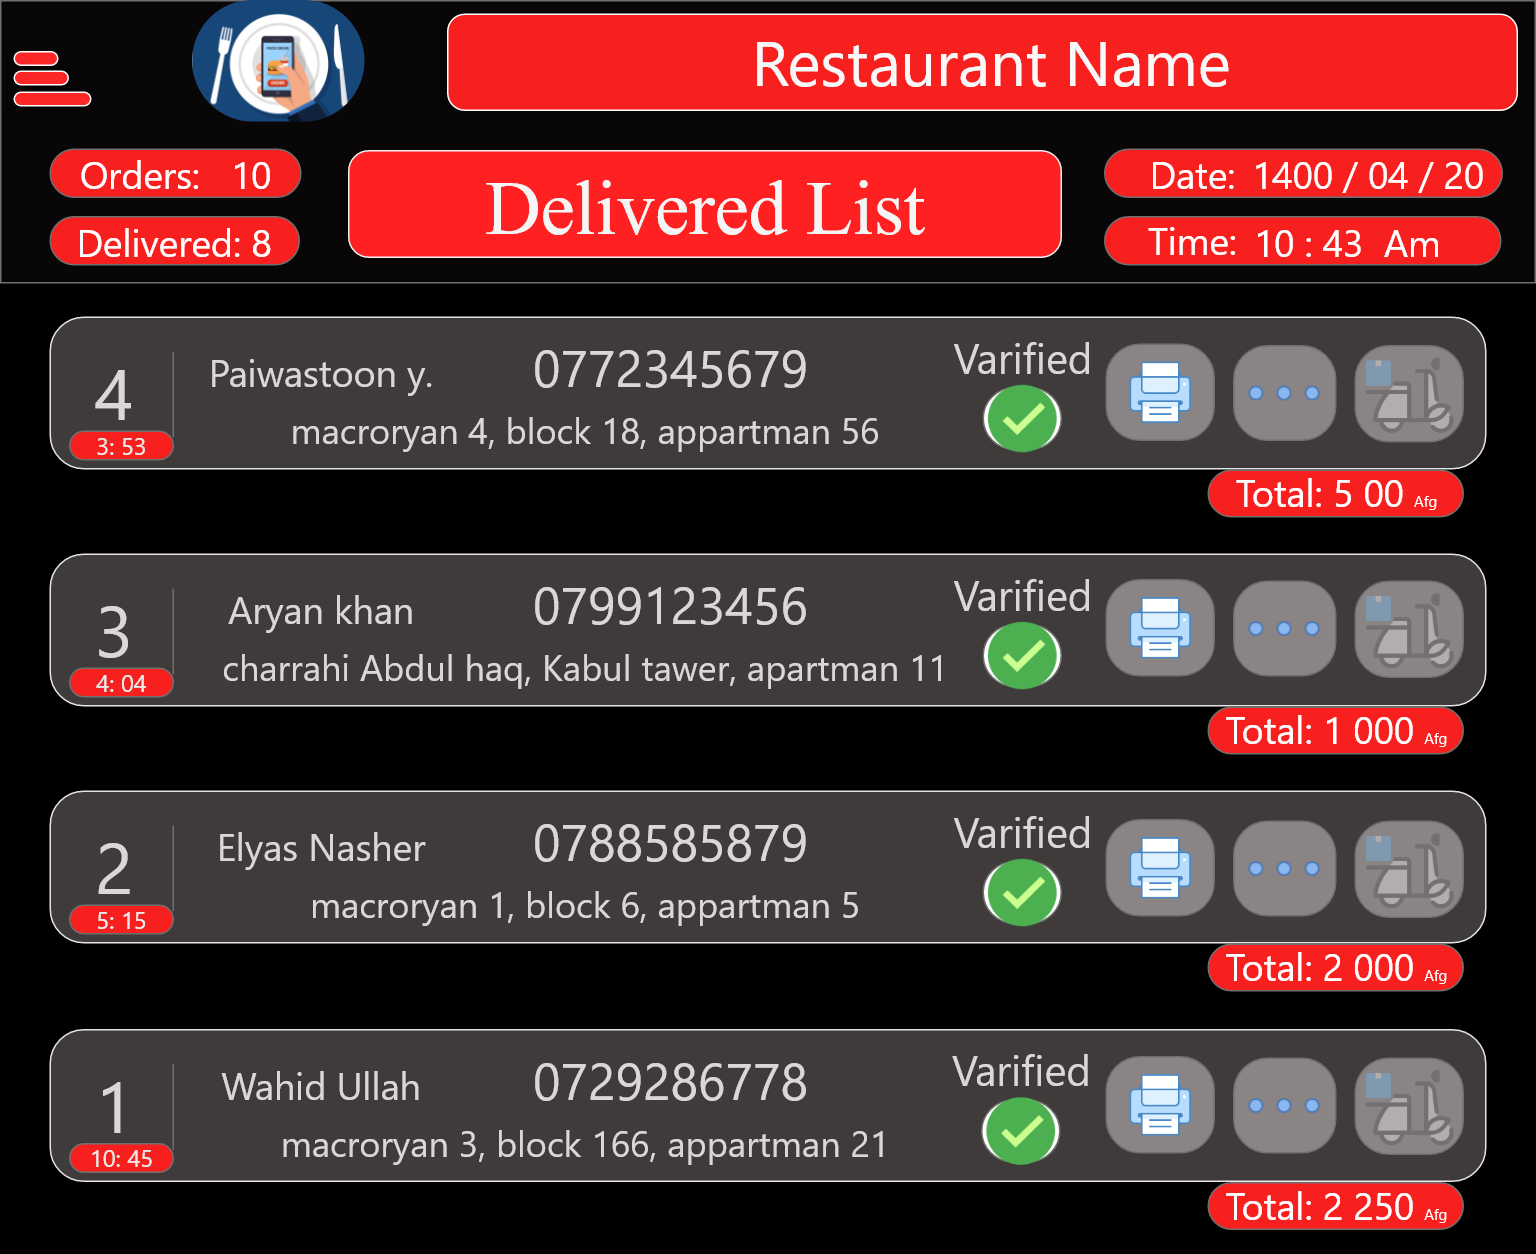 Restaurant Name
Orders: 10
Delivered: 8
Delivered List
Date: 1400 / 04 / 20
Time: 10 : 43 Am
4
3: 53
Paiwastoon y.
0772345679
macroryan 4, block 18, appartman 56
Varified
Total: 5 00 Afg
3
4: 04
Aryan khan
0799123456
charrahi Abdul haq, Kabul tawer, apartman 11
Varified
Total: 1 000 Afg
2
5: 15
Elyas Nasher
0788585879
macroryan 1, block 6, appartman 5
Varified
Total: 2 000 Afg
1
10: 45
Wahid Ullah
0729286778
macroryan 3, block 166, appartman 21
Varified
Total: 2 250 Afg